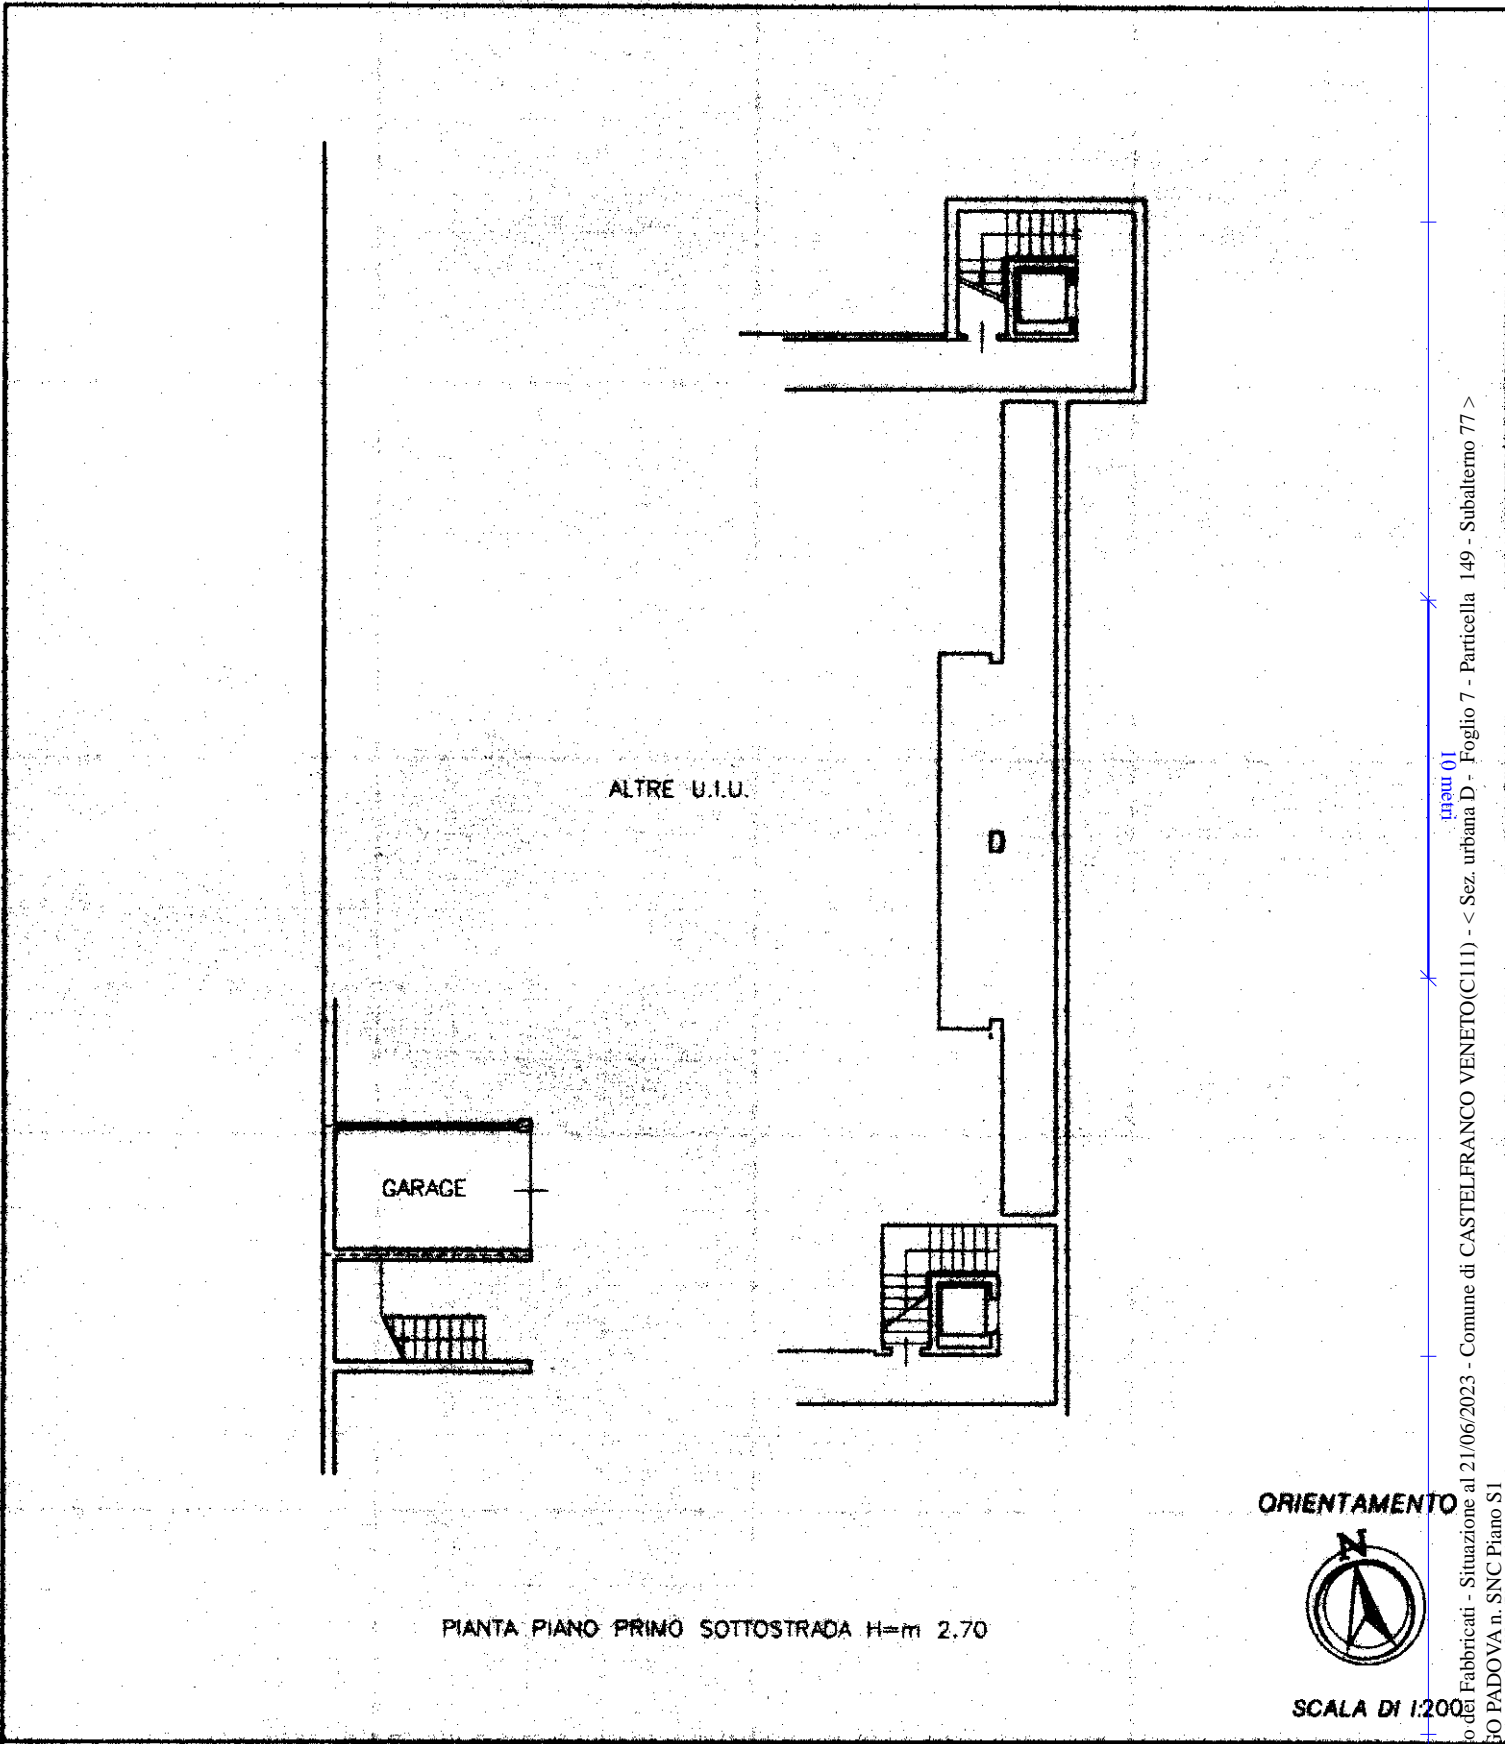 ALTRE U.I.U.
GARAGE
PIANTA PIANO PRIMO SOTTOSTRADA H=m 2.70
ORIENTAMENTO
N
SCALA DI 1:200
10 metri
o dei Fabbricati - Situazione al 21/06/2023 - Comune di CASTELFRANCO VENETO(C111) - < Sez. urbana D - Foglio 7 - Particella 149 - Subalterno 77 >
GO PADOVA n. SNC Piano S1